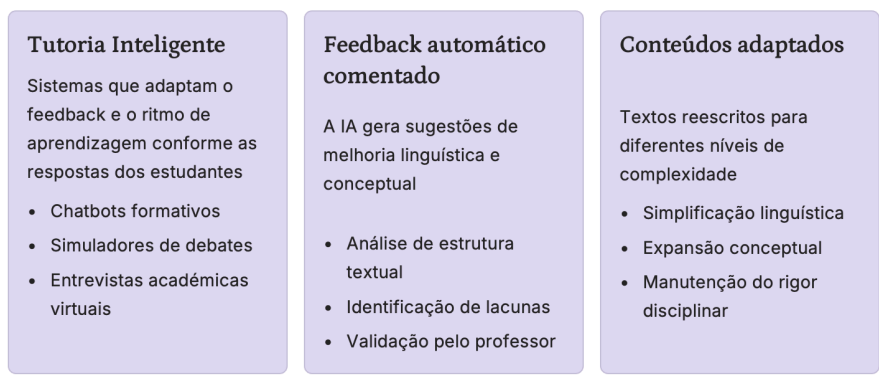 Tutoria Inteligente
Sistemas que adaptam o
feedback e o ritmo de
aprendizagem conforme as
respostas dos estudantes
• Chatbots formativos
• Simuladores de debates
• Entrevistas académicas
virtuais
Feedback automático
comentado
A IA gera sugestões de
melhoria linguística e
conceptual
• Análise de estrutura
textual
• Identificação de lacunas
• Validação pelo professor
Conteúdos adaptados
Textos reescritos para
diferentes níveis de
complexidade
• Simplificação linguística
• Expansão conceptual
• Manutenção do rigor
disciplinar